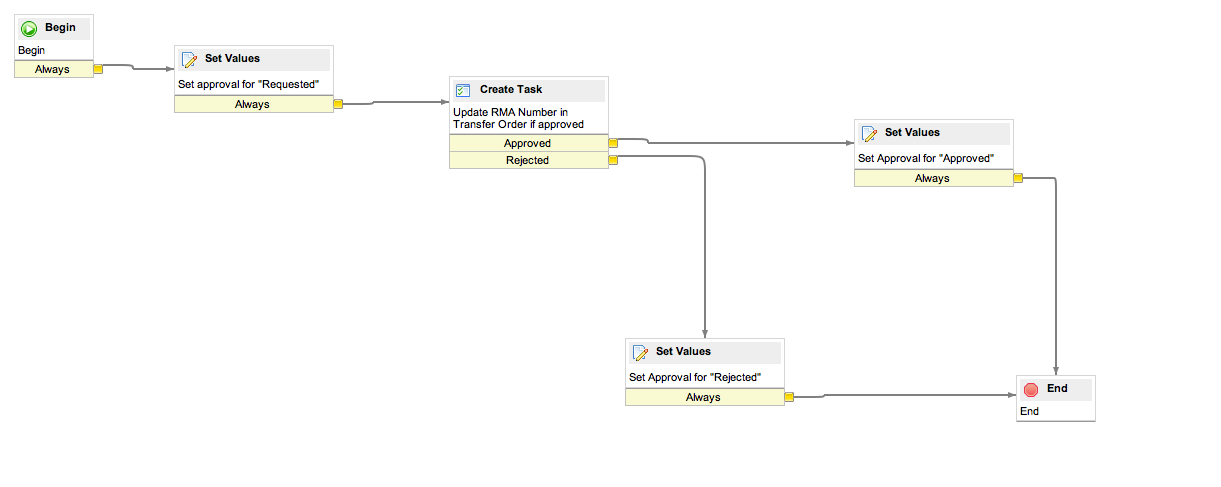 Begin
Begin
Always
Set Values
Set approval for "Requested"
Always
Create Task
Update RMA Number in
Transfer Order if approved
Approved
Rejected
Set Values
Set Approval for "Approved"
Always
Set Values
Set Approval for "Rejected"
Always
End
End